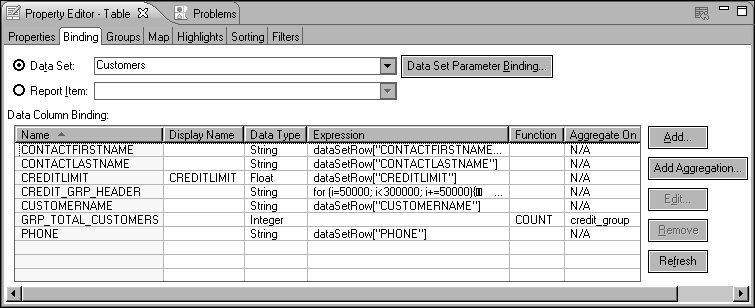 Property Editor - Table Problems
Properties Binding Groups Map Highlights Sorting Filters
Data Set: Customers Data Set Parameter Binding...
Report Item:
Data Column Binding:
Name Display Name Data Type Expression Function Aggregate On
CONTACTFIRSTNAME String dataSetRow["CONTACTFIRSTNAME... N/A
CONTACTLASTNAME String dataSetRow["CONTACTLASTNAME"] N/A
CREDITLIMIT CREDITLIMIT Float dataSetRow["CREDITLIMIT"] N/A
CREDIT_GRP_HEADER String for (i=50000; i<300000; i+=50000){ ... N/A
CUSTOMERNAME String dataSetRow["CUSTOMERNAME"] N/A
GRP_TOTAL_CUSTOMERS Integer COUNT credit_group
PHONE String dataSetRow["PHONE"] N/A
Add...
Add Aggregation...
Edit...
Remove
Refresh